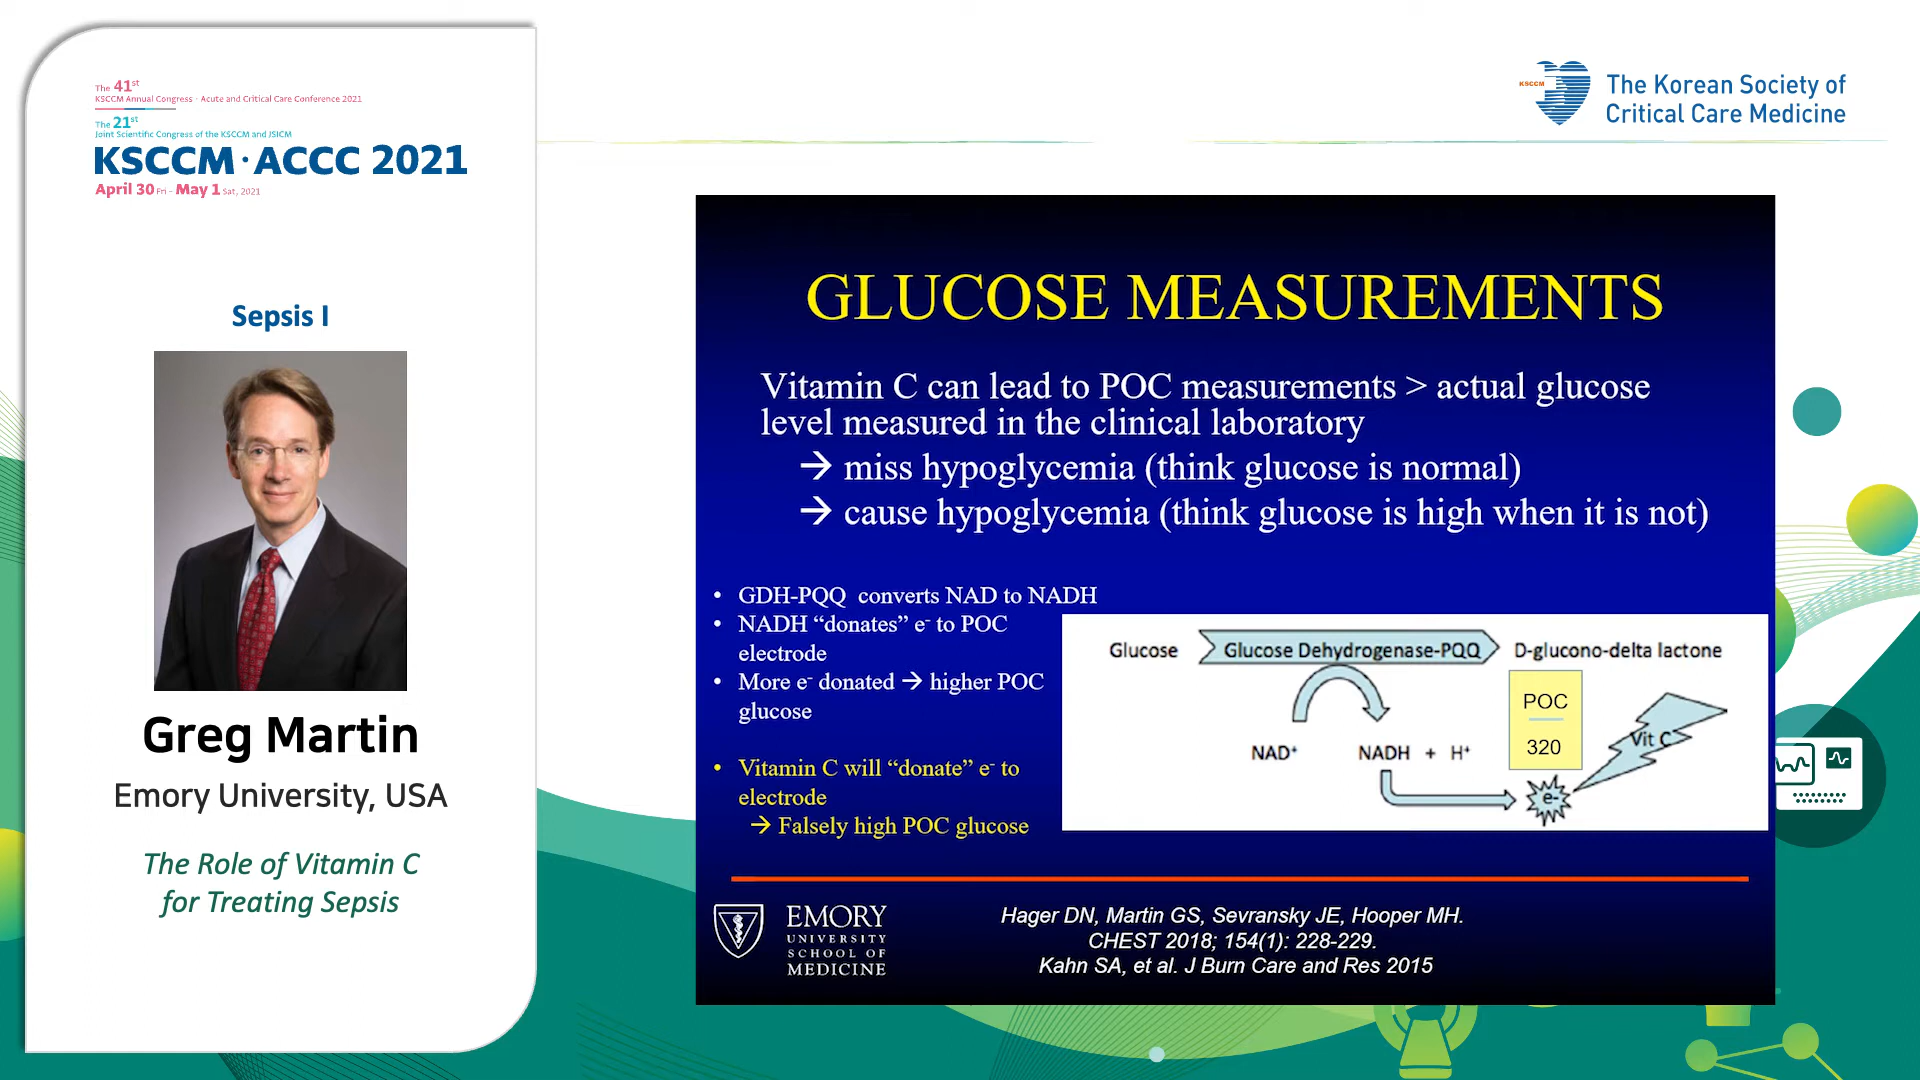 The 41st
KSCCM Annual Congress - Acute and Critical Care Conference 2021
The 21st
Joint Scientific Congress of the KSCCM and JSICM
KSCCM · ACCC 2021
April 30 Fri - May 1 Sat, 2021
Sepsis I
Greg Martin
Emory University, USA
The Role of Vitamin C
for Treating Sepsis
KSCCM
The Korean Society of
Critical Care Medicine
GLUCOSE MEASUREMENTS
Vitamin C can lead to POC measurements > actual glucose
level measured in the clinical laboratory
→ miss hypoglycemia (think glucose is normal)
→ cause hypoglycemia (think glucose is high when it is not)
• GDH-PQQ converts NAD to NADH
• NADH “donates” e- to POC
electrode
• More e- donated → higher POC
glucose
• Vitamin C will “donate” e- to
electrode
→ Falsely high POC glucose
Glucose Glucose Dehydrogenase-PQQ D-glucono-delta lactone
POC
320
Vit C
NAD+ NADH + H+
e-
EMORY
UNIVERSITY
SCHOOL OF
MEDICINE
Hager DN, Martin GS, Sevransky JE, Hooper MH.
CHEST 2018; 154(1): 228-229.
Kahn SA, et al. J Burn Care and Res 2015